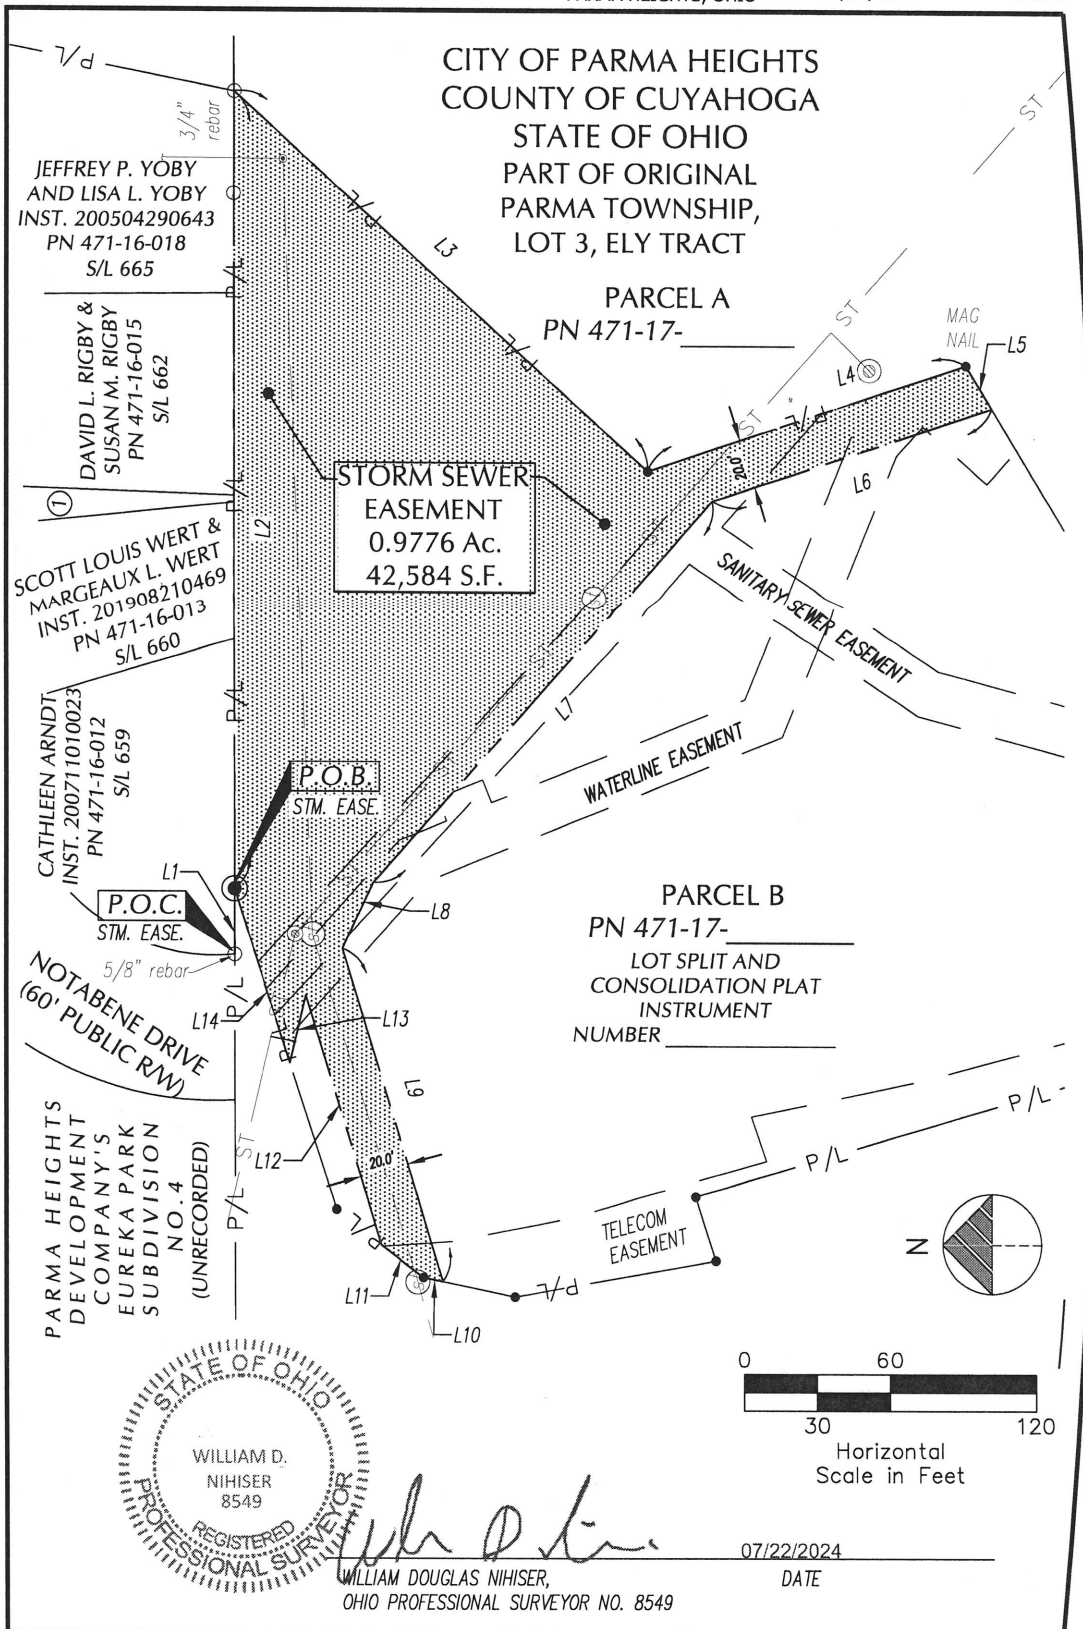 P/L
3/4"
rebar
CITY OF PARMA HEIGHTS
COUNTY OF CUYAHOGA
STATE OF OHIO
PART OF ORIGINAL
PARMA TOWNSHIP,
LOT 3, ELY TRACT
ST
JEFFREY P. YOBY
AND LISA L. YOBY
INST. 200504290643
PN 471-16-018
S/L 665
P/L
L3
P/L
PARCEL A
PN 471-17-
ST
MAG
NAIL
L5
L4
P/L
DAVID L. RIGBY &
SUSAN M. RIGBY
PN 471-16-015
S/L 662
P/L
P/L
ST
20.0'
L6
STORM SEWER
EASEMENT
0.9776 Ac.
42,584 S.F.
1
P/L
L2
SCOTT LOUIS WERT &
MARGEAUX L. WERT
INST. 201908210469
PN 471-16-013
S/L 660
SANITARY SEWER EASEMENT
ST
L7
P/L
CATHLEEN ARNDT
INST. 200711010023
PN 471-16-012
S/L 659
WATERLINE EASEMENT
P.O.B.
STM. EASE.
L1
P.O.C.
STM. EASE.
5/8" rebar
L8
PARCEL B
PN 471-17-
LOT SPLIT AND
CONSOLIDATION PLAT
INSTRUMENT
NUMBER
NOTABENE DRIVE
(60' PUBLIC R/W)
P/L
L14
P/L
L13
L9
PARMA HEIGHTS
DEVELOPMENT
COMPANY'S
EUREKA PARK
SUBDIVISION
NO. 4
(UNRECORDED)
P/L
ST
L12
20.0'
P/L
P/L
P/L
TELECOM
EASEMENT
L11
P/L
L10
N
0 60
30 120
Horizontal
Scale in Feet
STATE OF OHIO
WILLIAM D.
NIHISER
8549
REGISTERED
PROFESSIONAL SURVEYOR
07/22/2024
WILLIAM DOUGLAS NIHISER,
OHIO PROFESSIONAL SURVEYOR NO. 8549
DATE